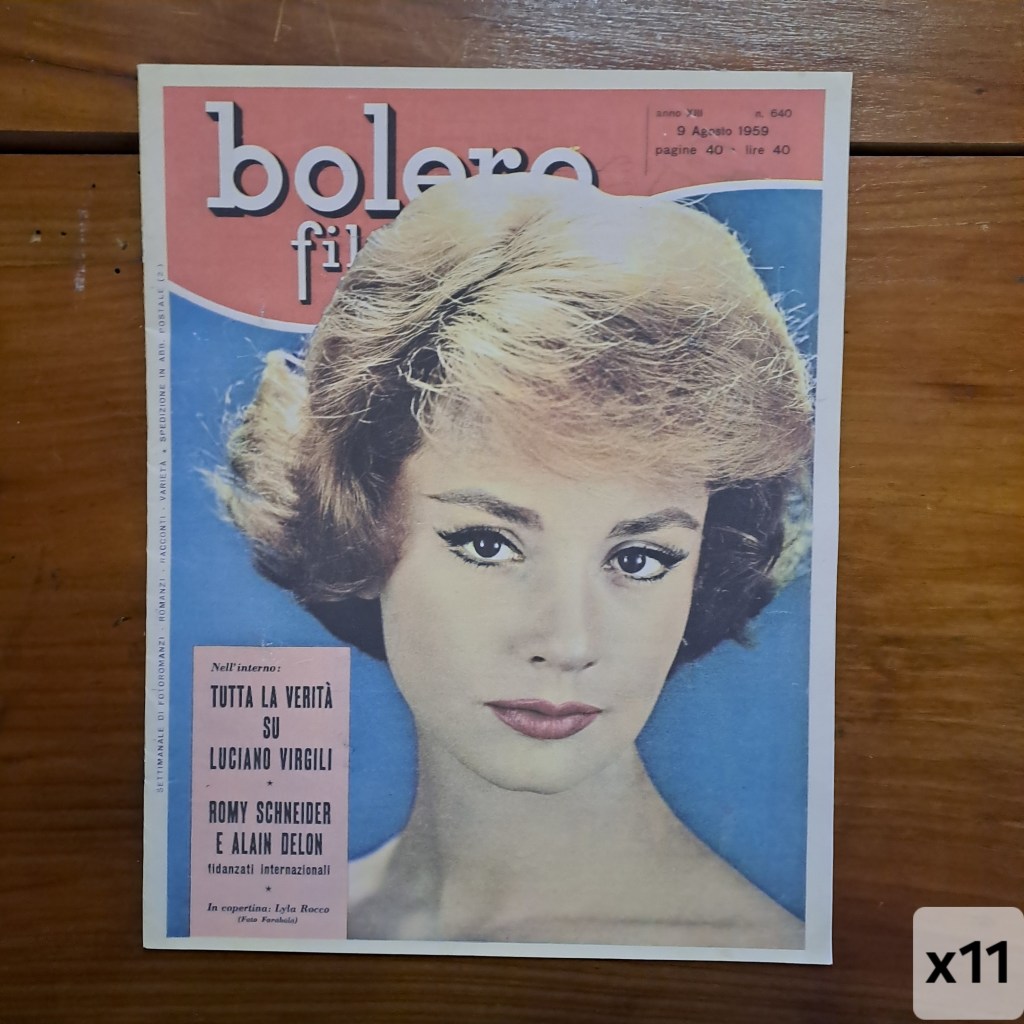 bolero
fil
anno XIII n. 640
9 Agosto 1959
pagine 40 - lire 40
SETTIMANALE DI FOTOROMANZI - ROMANZI - RACCONTI - VARIETÀ • SPEDIZIONE IN ABB. POSTALE (2.)
Nell'interno:
TUTTA LA VERITÀ
SU
LUCIANO VIRGILI
*
ROMY SCHNEIDER
E ALAIN DELON
fidanzati internazionali
*
In copertina: Lyla Rocco
(Foto Farabola)
x11